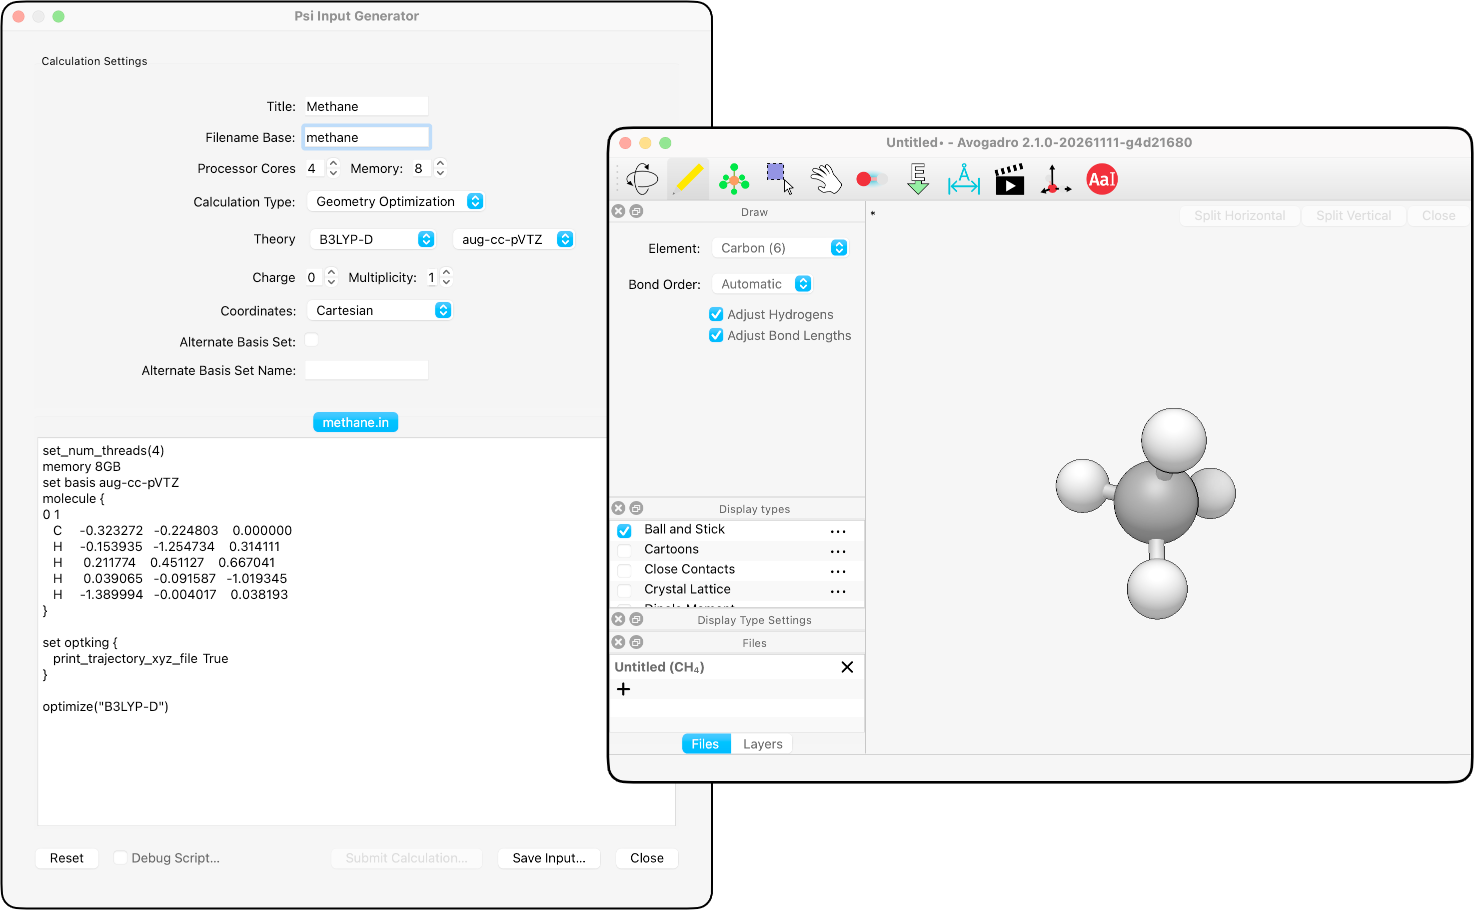 Psi Input Generator
Calculation Settings
Title: Methane
Filename Base: methane
Processor Cores 4 Memory: 8
Calculation Type: Geometry Optimization
Theory B3LYP-D aug-cc-pVTZ
Charge 0 Multiplicity: 1
Coordinates: Cartesian
Alternate Basis Set:
Alternate Basis Set Name:
methane.in
set_num_threads(4)
memory 8GB
set basis aug-cc-pVTZ
molecule {
0 1
C -0.323272 -0.224803 0.000000
H -0.153935 -1.254734 0.314111
H 0.211774 0.451127 0.667041
H 0.039065 -0.091587 -1.019345
H -1.389994 -0.004017 0.038193
}
set optking {
print_trajectory_xyz_file True
}
optimize("B3LYP-D")
Reset Debug Script... Submit Calculation... Save Input... Close
Untitled• - Avogadro 2.1.0-20261111-g4d21680
E A AaI
Draw
* Split Horizontal Split Vertical Close
Element: Carbon (6)
Bond Order: Automatic
Adjust Hydrogens
Adjust Bond Lengths
Display types
Ball and Stick ...
Cartoons ...
Close Contacts ...
Crystal Lattice ...
Dipole Moment
Display Type Settings
Files
Untitled (CH₄)
Files Layers